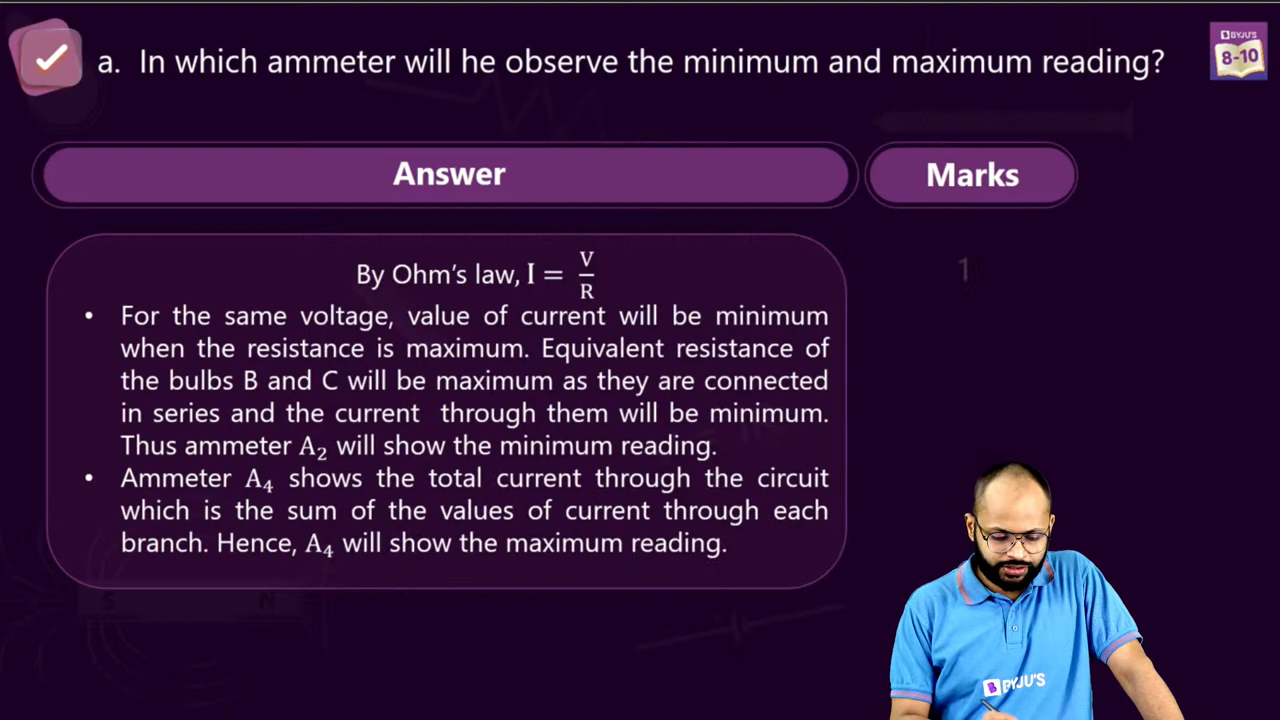 a. In which ammeter will he observe the minimum and maximum reading?
BYJU'S
8-10
Answer
Marks
By Ohm's law, I = V/R
1
• For the same voltage, value of current will be minimum
when the resistance is maximum. Equivalent resistance of
the bulbs B and C will be maximum as they are connected
in series and the current through them will be minimum.
Thus ammeter A₂ will show the minimum reading.
• Ammeter A₄ shows the total current through the circuit
which is the sum of the values of current through each
branch. Hence, A₄ will show the maximum reading.
BYJU'S
S
N